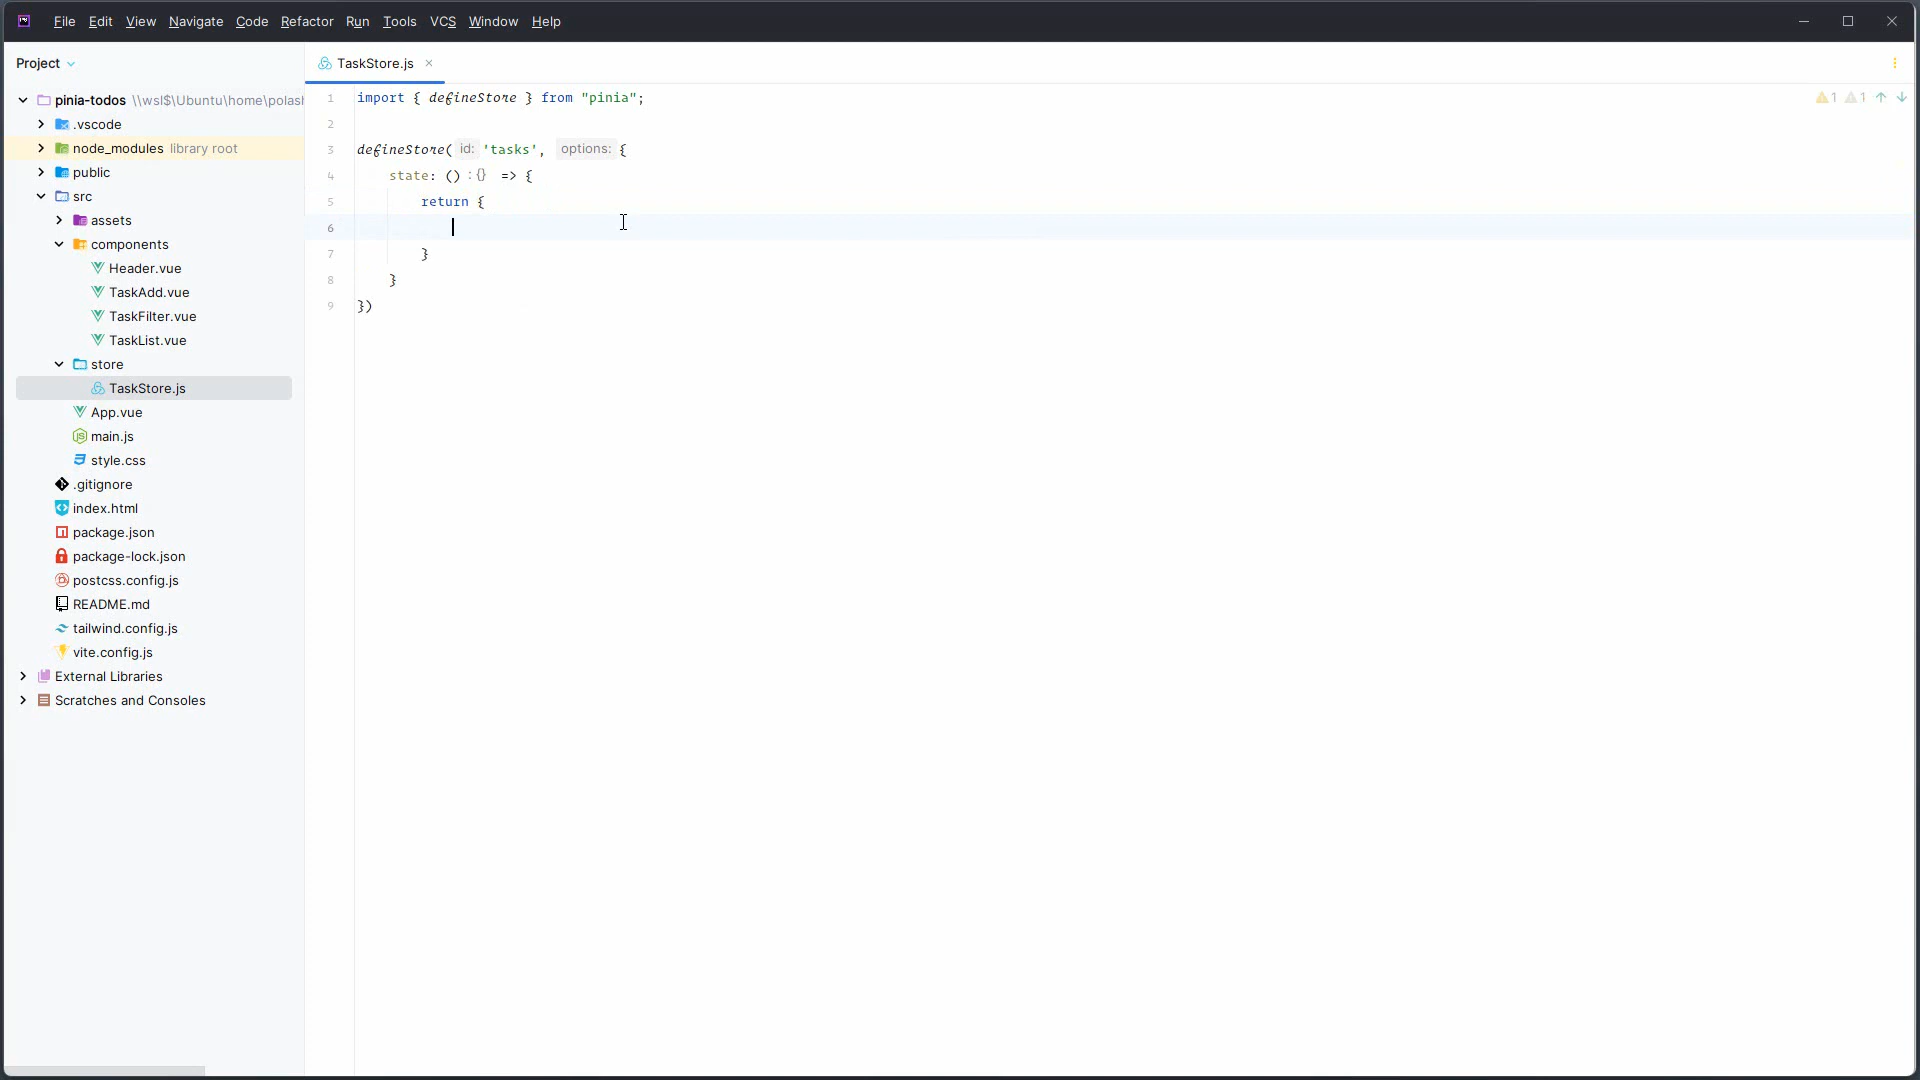 File Edit View Navigate Code Refactor Run Tools VCS Window Help
Project
TaskStore.js
pinia-todos \\wsl$\Ubuntu\home\polash
.vscode
node_modules library root
public
src
assets
components
Header.vue
TaskAdd.vue
TaskFilter.vue
TaskList.vue
store
TaskStore.js
App.vue
main.js
style.css
.gitignore
index.html
package.json
package-lock.json
postcss.config.js
README.md
tailwind.config.js
vite.config.js
External Libraries
Scratches and Consoles
1 import { defineStore } from "pinia";
2
3 defineStore( id: 'tasks', options: {
4 state: () :{} => {
5 return {
6
7 }
8 }
9 })
1 1